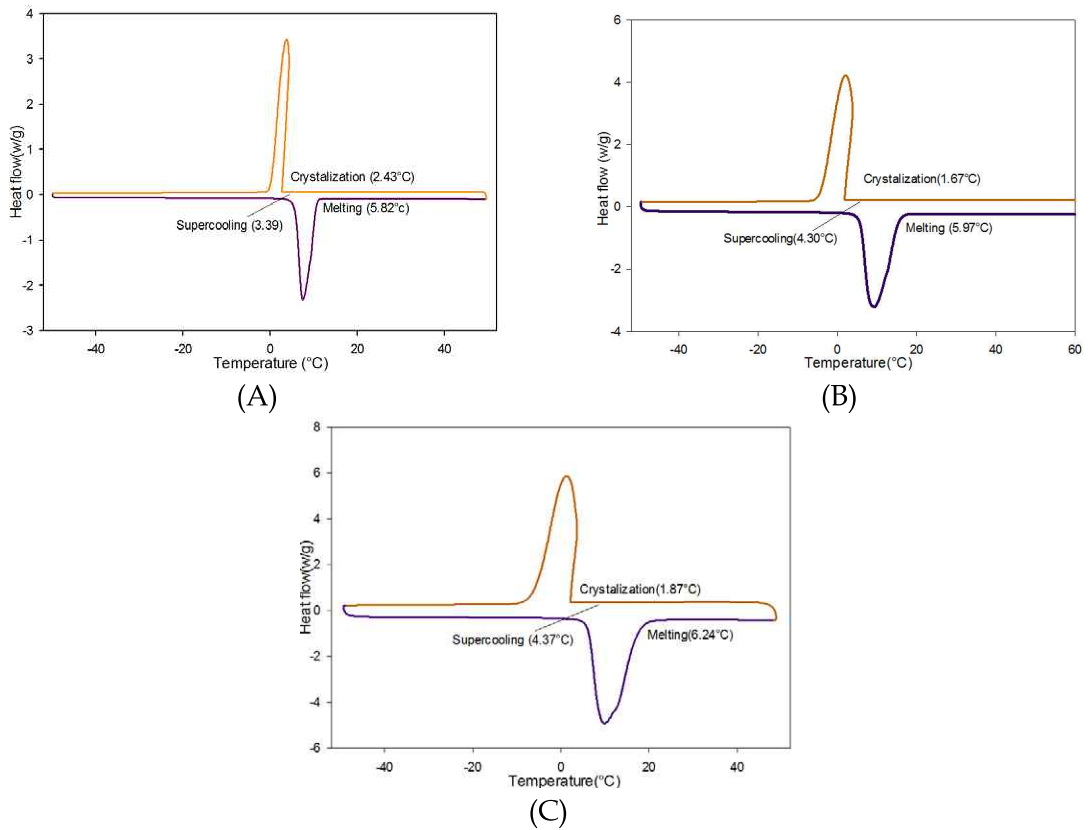 4
3
2
1
0
-1
-2
-3
Heat flow(w/g)
Crystalization (2.43°C)
Supercooling (3.39)
Melting (5.82°c)
-40
-20
0
20
40
Temperature (°C)
(A)
6
4
2
0
-2
-4
Heat flow (w/g)
Crystalization(1.67°C)
Supercooling(4.30°C)
Melting (5.97°C)
-40
-20
0
20
40
60
Temperature(°C)
(B)
8
6
4
2
0
-2
-4
-6
Heat flow(w/g)
Crystalization(1.87°C)
Supercooling (4.37°C)
Melting(6.24°C)
-40
-20
0
20
40
Temperature(°C)
(C)